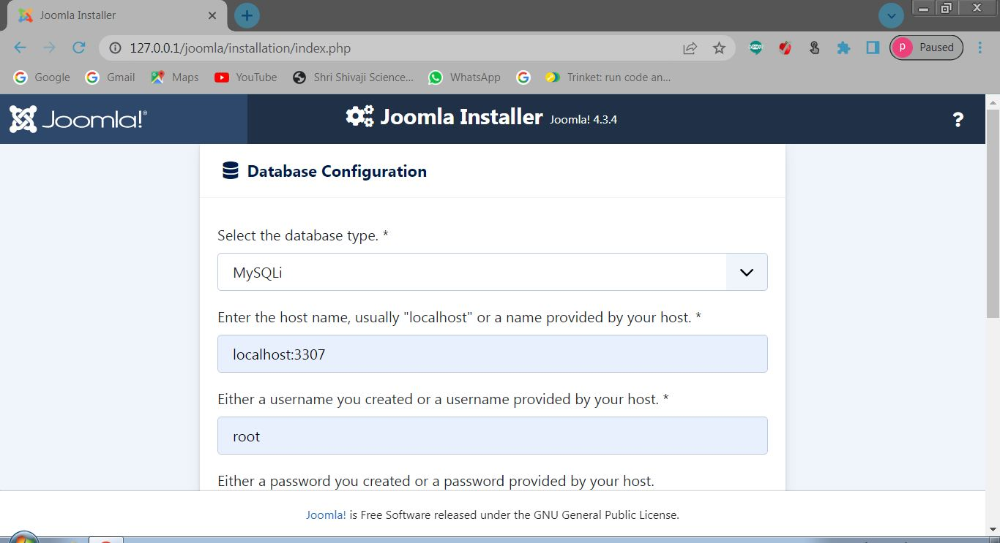 Joomla Installer
127.0.0.1/joomla/installation/index.php
P Paused
Google Gmail Maps YouTube Shri Shivaji Science... WhatsApp Trinket: run code an...
Joomla!® Joomla Installer Joomla! 4.3.4 ?
Database Configuration
Select the database type. *
MySQLi
Enter the host name, usually "localhost" or a name provided by your host. *
localhost:3307
Either a username you created or a username provided by your host. *
root
Either a password you created or a password provided by your host.
Joomla! is Free Software released under the GNU General Public License.